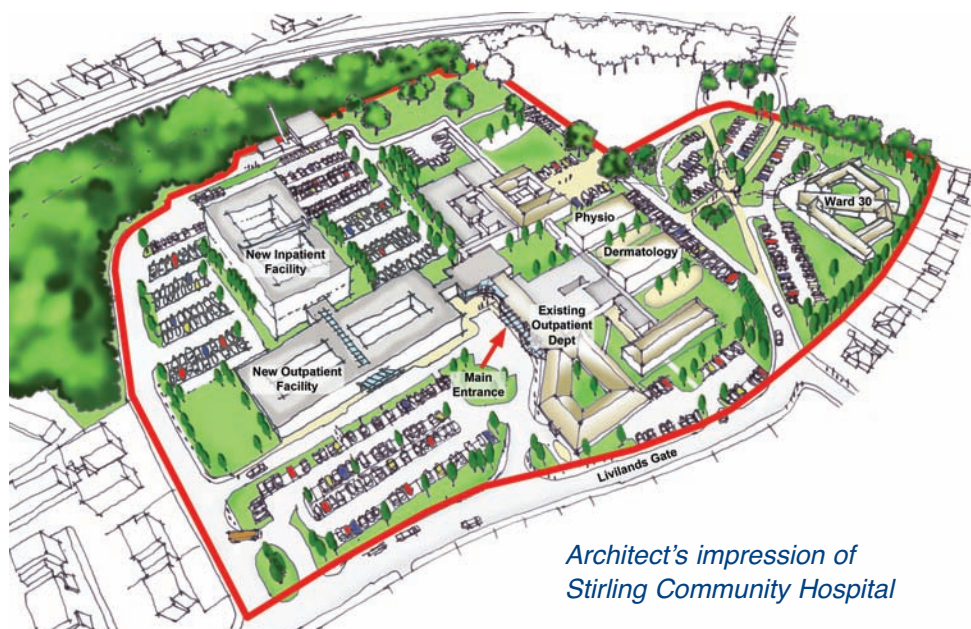 Ward 30
Physio
Dermatology
New Inpatient
Facility
Existing
Outpatient
Dept
New Outpatient
Facility
Main
Entrance
Livilands Gate
Architect's impression of
Stirling Community Hospital